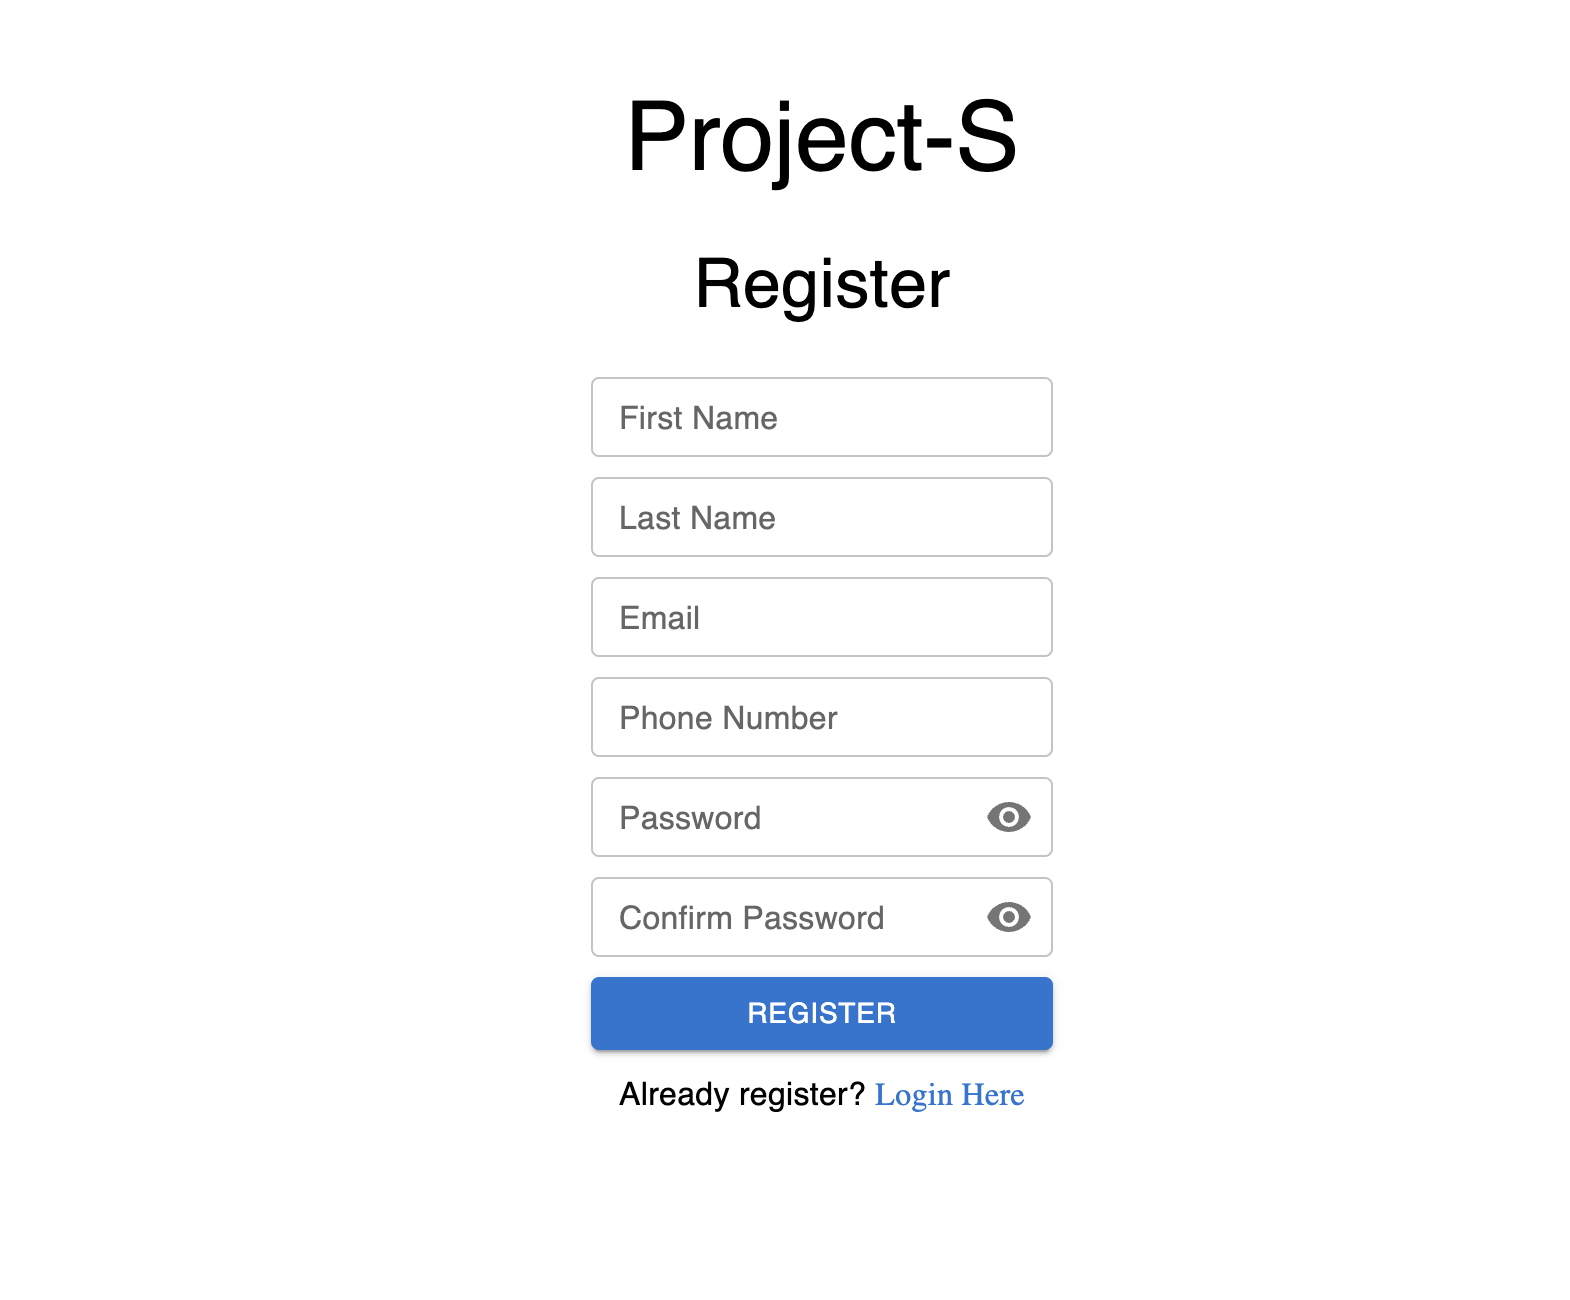 Project-S
Register
First Name
Last Name
Email
Phone Number
Password
Confirm Password
REGISTER
Already register? Login Here